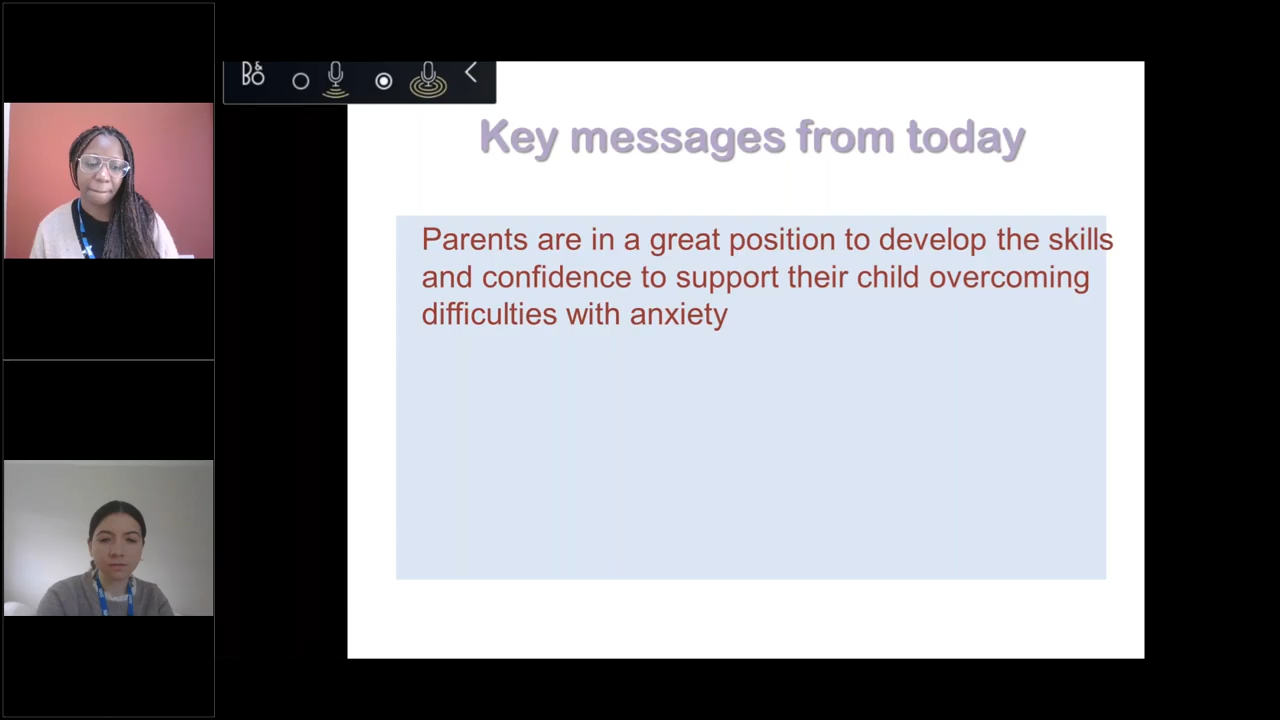 B&
BO
Key messages from today
Parents are in a great position to develop the skills
and confidence to support their child overcoming
difficulties with anxiety